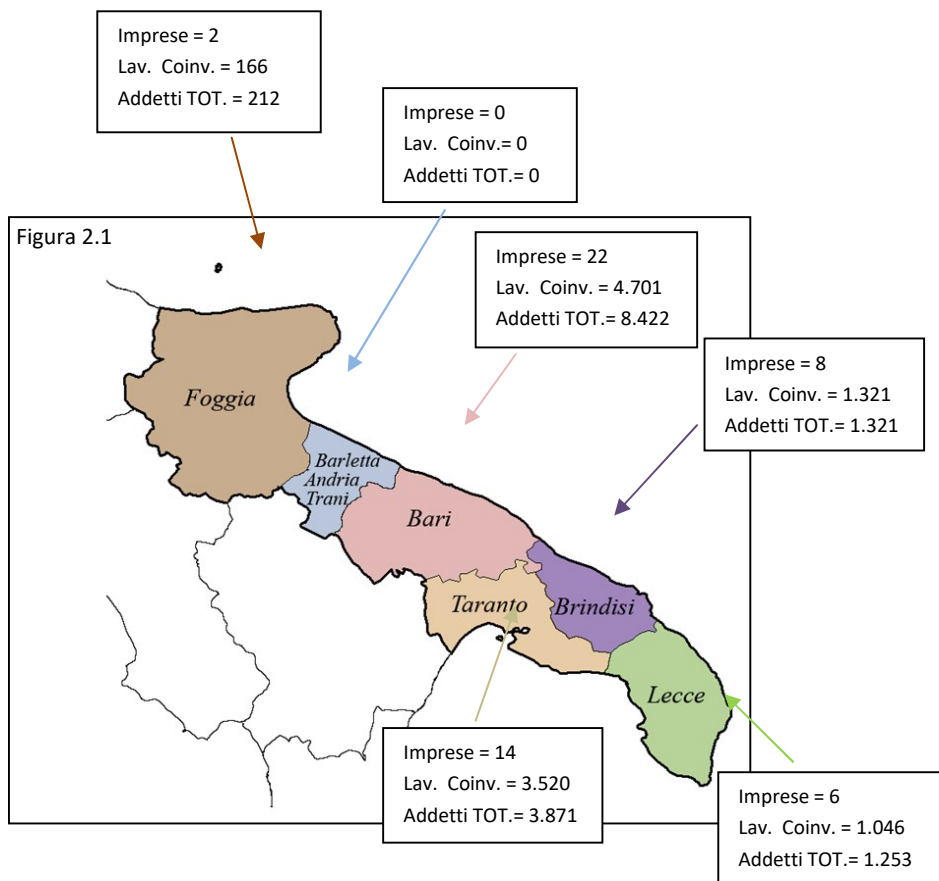 Imprese = 2
Lav. Coinv. = 166
Addetti TOT. = 212
Imprese = 0
Lav. Coinv.= 0
Addetti TOT.= 0
Figura 2.1
Imprese = 22
Lav. Coinv. = 4.701
Addetti TOT.= 8.422
Imprese = 8
Lav. Coinv. = 1.321
Addetti TOT.= 1.321
Foggia
Barletta
Andria
Trani
Bari
Taranto
Brindisi
Lecce
Imprese = 14
Lav. Coinv. = 3.520
Addetti TOT.= 3.871
Imprese = 6
Lav. Coinv. = 1.046
Addetti TOT.= 1.253